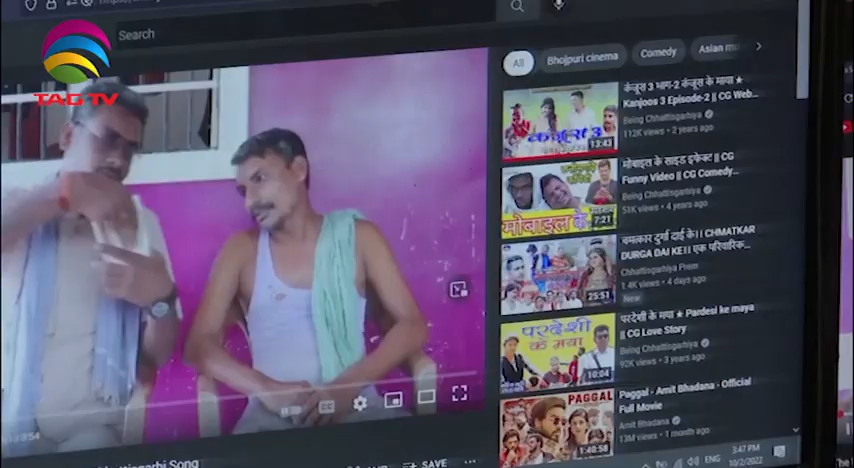 Search
TAG TV
All
Bhojpuri cinema
Comedy
Asian m
कंजूस 3 भाग-2 कंजूस के माया ★
Kanjoos 3 Episode-2 || CG Web...
Being Chhattisgarhiya
112K views • 2 years ago
कंजूस 3
13:43
मोबाइल के साइड इफेक्ट || CG
Funny Video || CG Comedy...
Being Chhattisgarhiya
51K views • 4 years ago
मोबाइल के
7:21
चमत्कार दुर्गा दाई के।। CHMATKAR
DURGA DAI KE।। एक परिवारिक...
Chhattisgarhiya Prem
1.4K views • 4 days ago
New
25:51
परदेशी के मया ★ Pardesi ke maya
|| CG Love Story
Being Chhattisgarhiya
92K views • 3 years ago
परदेशी
के मया
10:04
Paggal - Amit Bhadana - Official
Full Movie
Amit Bhadana
13M views • 1 month ago
PAGGAL
1:40:58
Song
SAVE
ENG
3:47 PM
10/2/2022